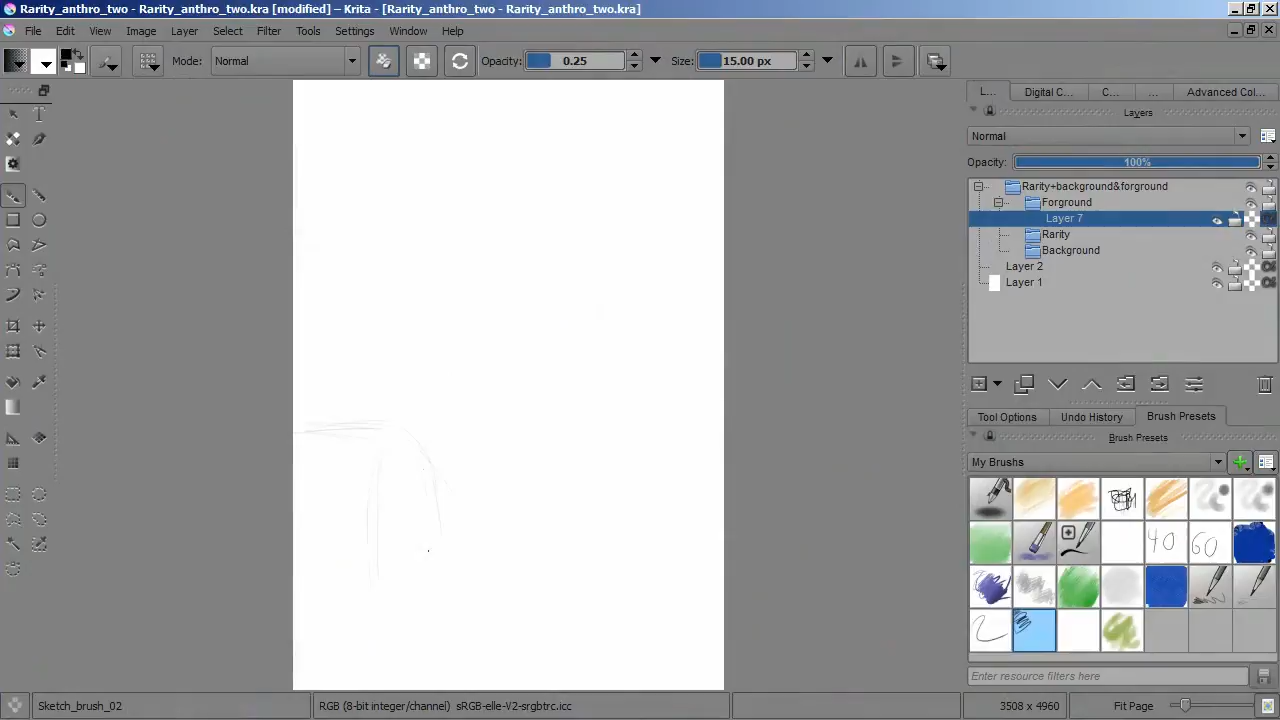 Rarity_anthro_two - Rarity_anthro_two.kra [modified] – Krita - [Rarity_anthro_two - Rarity_anthro_two.kra]
File Edit View Image Layer Select Filter Tools Settings Window Help
Mode: Normal Opacity: 0.25 Size: 15.00 px
L... Digital C... C... ... Advanced Col...
Layers
Normal
Opacity: 100%
Rarity+background&forground
Forground
Layer 7
Rarity
Background
Layer 2
Layer 1
Tool Options Undo History Brush Presets
Brush Presets
My Brushes
40 60
Enter resource filters here
Sketch_brush_02 RGB (8-bit integer/channel) sRGB-elle-V2-srgbtrc.icc 3508 x 4960 Fit Page